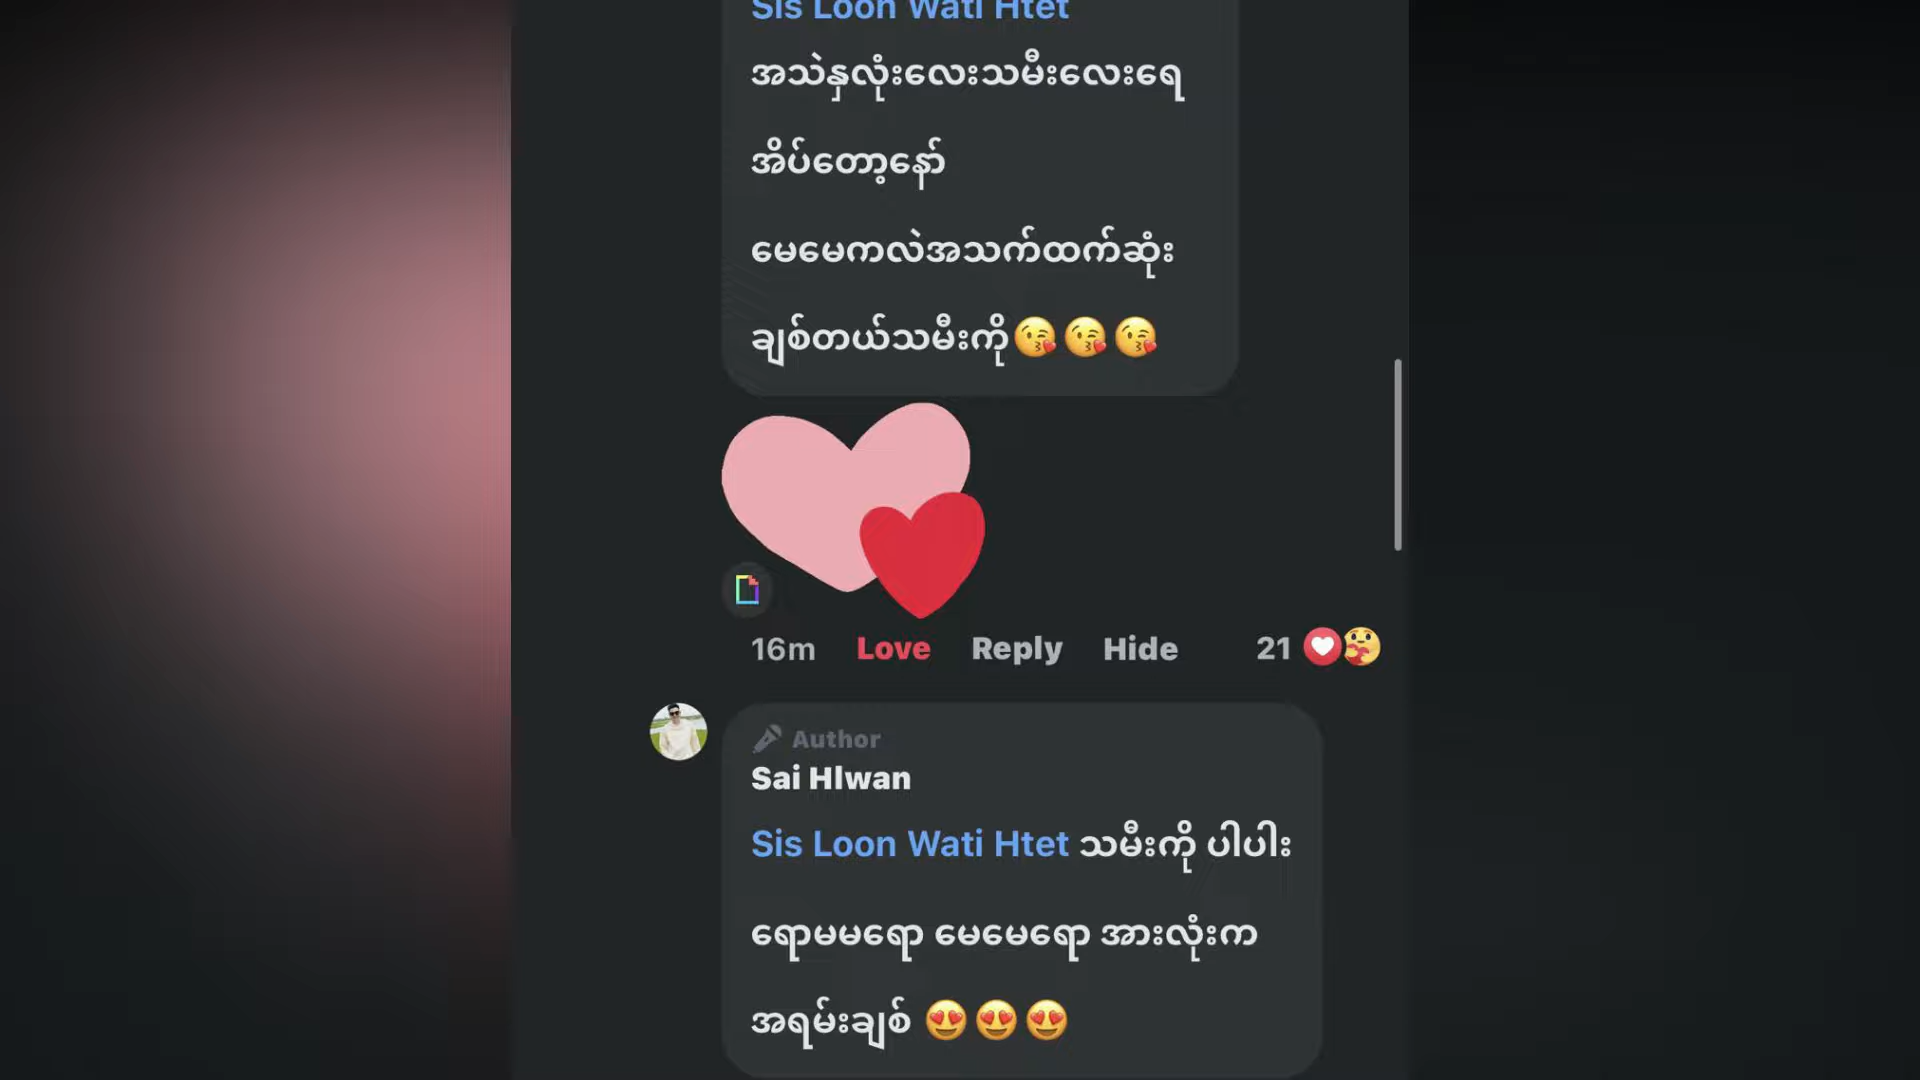 Sis Loon Wati Htet
အသဲနှလုံးလေးသမီးလေးရေ
အိပ်တော့နော်
မေမေကလဲအသက်ထက်ဆုံး
ချစ်တယ်သမီးကို😘😘😘
16m Love Reply Hide 21
Author
Sai Hlwan
Sis Loon Wati Htet သမီးကို ပါပါး
ရောမမရော မေမေရော အားလုံးက
အရမ်းချစ် 😍😍😍